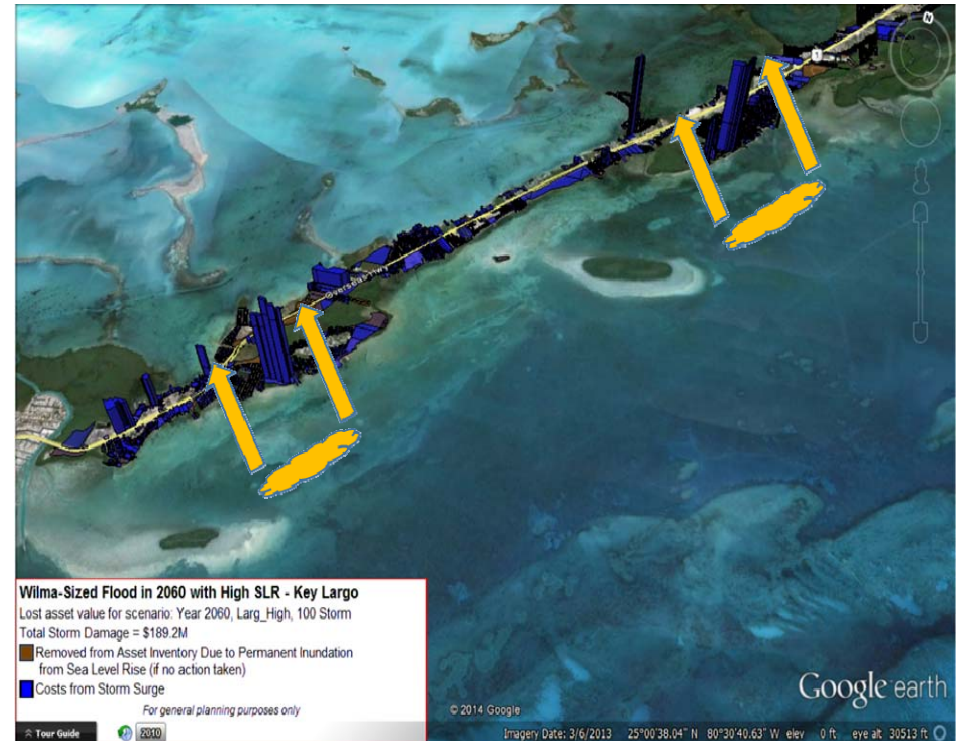 N
1
Overseas Hwy
Wilma-Sized Flood in 2060 with High SLR - Key Largo
Lost asset value for scenario: Year 2060, Larg_High, 100 Storm
Total Storm Damage = $189.2M
Removed from Asset Inventory Due to Permanent Inundation
from Sea Level Rise (if no action taken)
Costs from Storm Surge
For general planning purposes only
© 2014 Google
Google earth
Tour Guide
2010
Imagery Date: 3/6/2013 25°00'38.04" N 80°30'40.63" W elev 0 ft eye alt 30513 ft